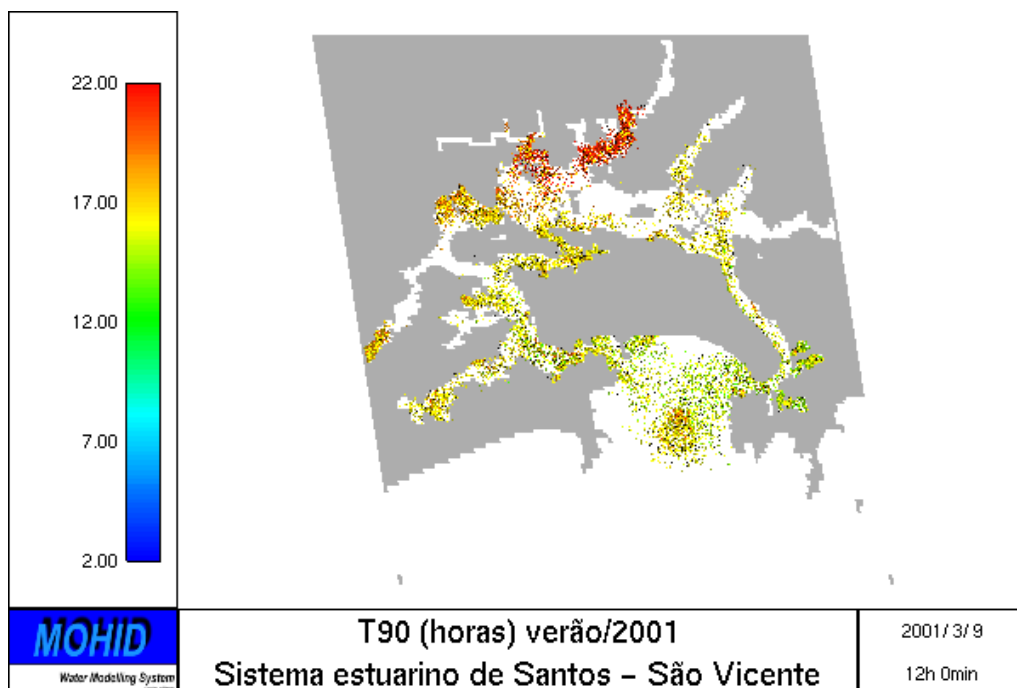 22.00
17.00
12.00
7.00
2.00
MOHID
Water Modelling System
T90 (horas) verão/2001
Sistema estuarino de Santos – São Vicente
2001/ 3/ 9
12h 0min